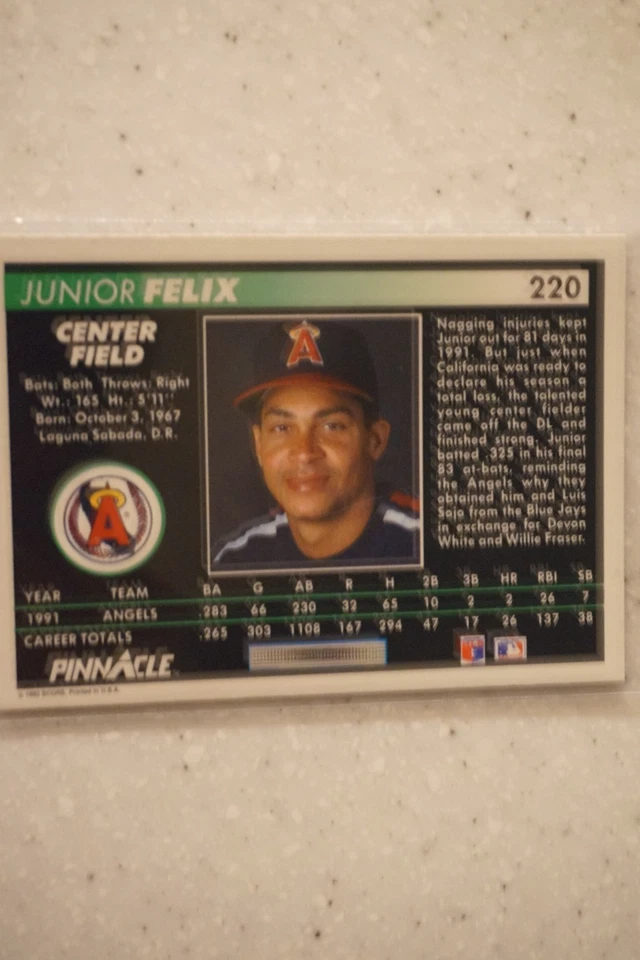 JUNIOR FELIX 220
CENTER
FIELD
Bats: Both Throws: Right
Wt.: 165 Ht.: 5'11"
Born: October 3, 1967
Laguna Sabada, D.R.
A
A
Nagging injuries kept
Junior out for 81 days in
1991. But just when
California was ready to
declare his season a
total loss, the talented
young center fielder
came off the DL and
finished strong. Junior
batted .325 in his final
83 at-bats, reminding
the Angels why they
obtained him and Luis
Sojo from the Blue Jays
in exchange for Devon
White and Willie Fraser.
YEAR TEAM BA G AB R H 2B 3B HR RBI SB
1991 ANGELS .283 66 230 32 65 10 2 2 26 7
CAREER TOTALS .265 303 1108 167 294 47 17 26 137 38
PINNACLE
© 1992 SCORE. Printed in U.S.A.